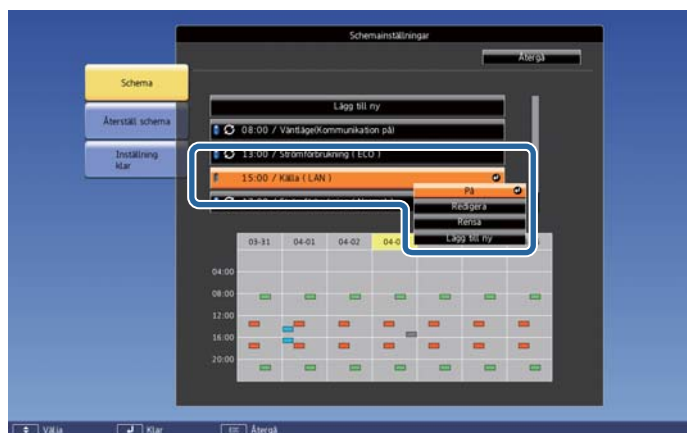 Schemainställningar
Återgå
Schema
Återställ schema
Inställning
klar
Lägg till ny
08:00 / Vänteläge(Kommunikation på)
13:00 / Strömförbrukning ( ECO )
15:00 / Källa ( LAN )
På
Redigera
Rensa
Lägg till ny
03-31 04-01 04-02
04:00
08:00
12:00
16:00
20:00
Välja
Klar
Esc Återgå